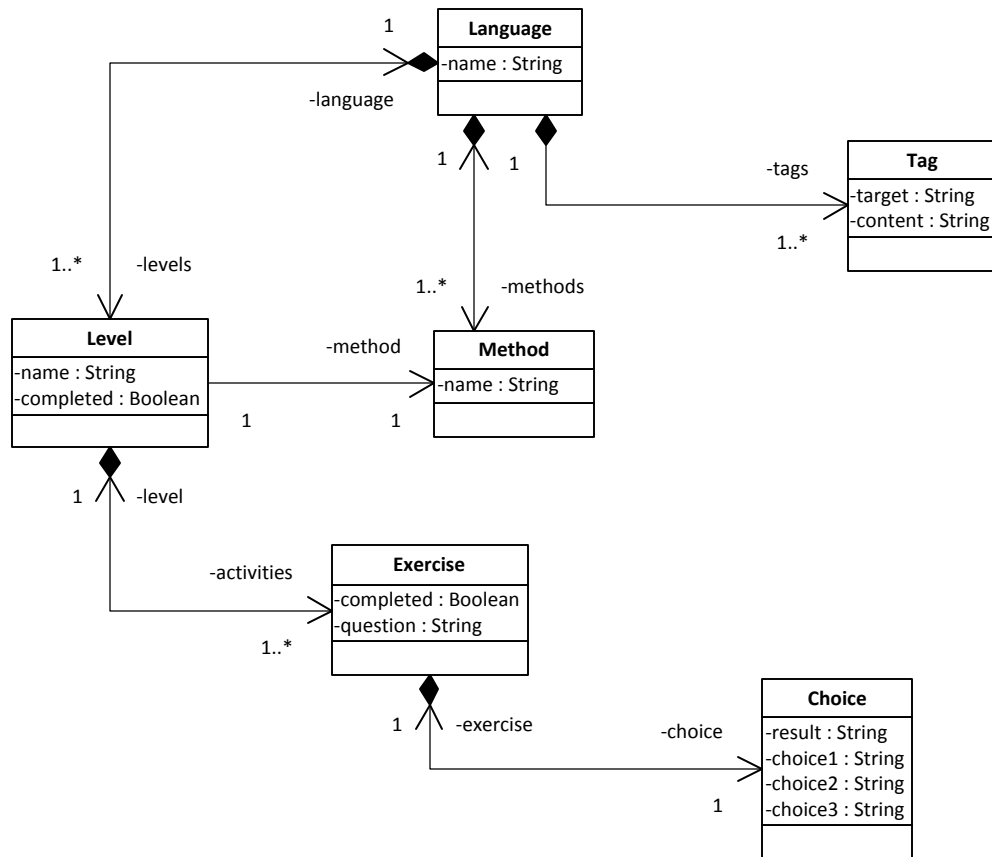 Language
-name : String
1
-language
1
1
-tags
1..*
Tag
-target : String
-content : String
1..*
-levels
1..*
-methods
Level
-name : String
-completed : Boolean
-method
1
1
Method
-name : String
1
-level
-activities
1..*
Exercise
-completed : Boolean
-question : String
1
-exercise
-choice
1
Choice
-result : String
-choice1 : String
-choice2 : String
-choice3 : String